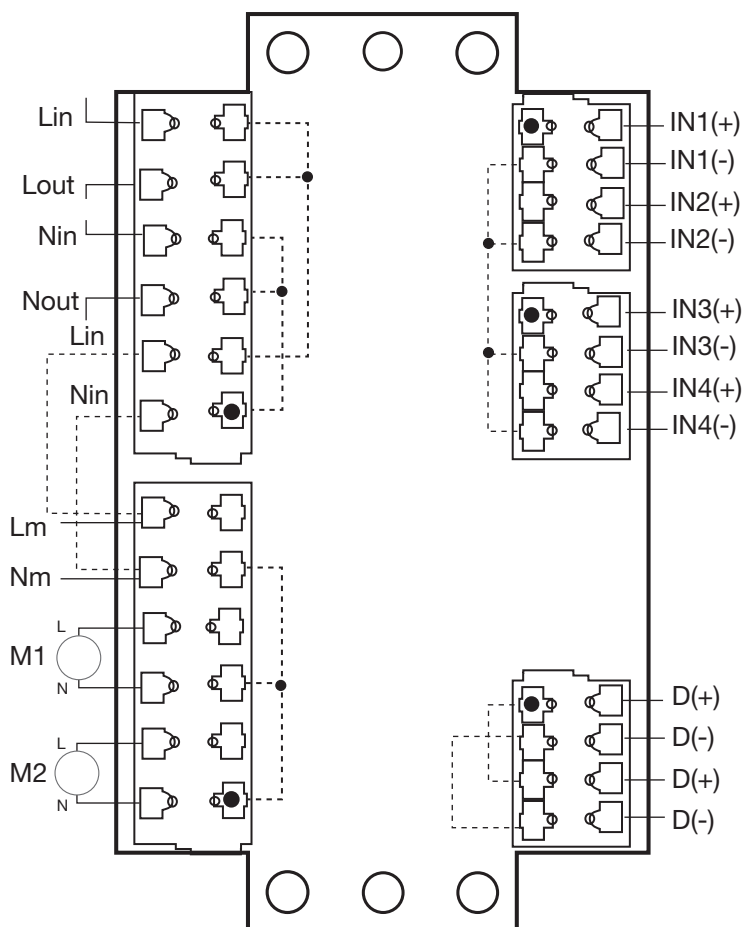 Lin
Lout
Nin
Nout
Lin
Nin
Lm
Nm
L
M1
N
L
M2
N
IN1(+)
IN1(-)
IN2(+)
IN2(-)
IN3(+)
IN3(-)
IN4(+)
IN4(-)
D(+)
D(-)
D(+)
D(-)